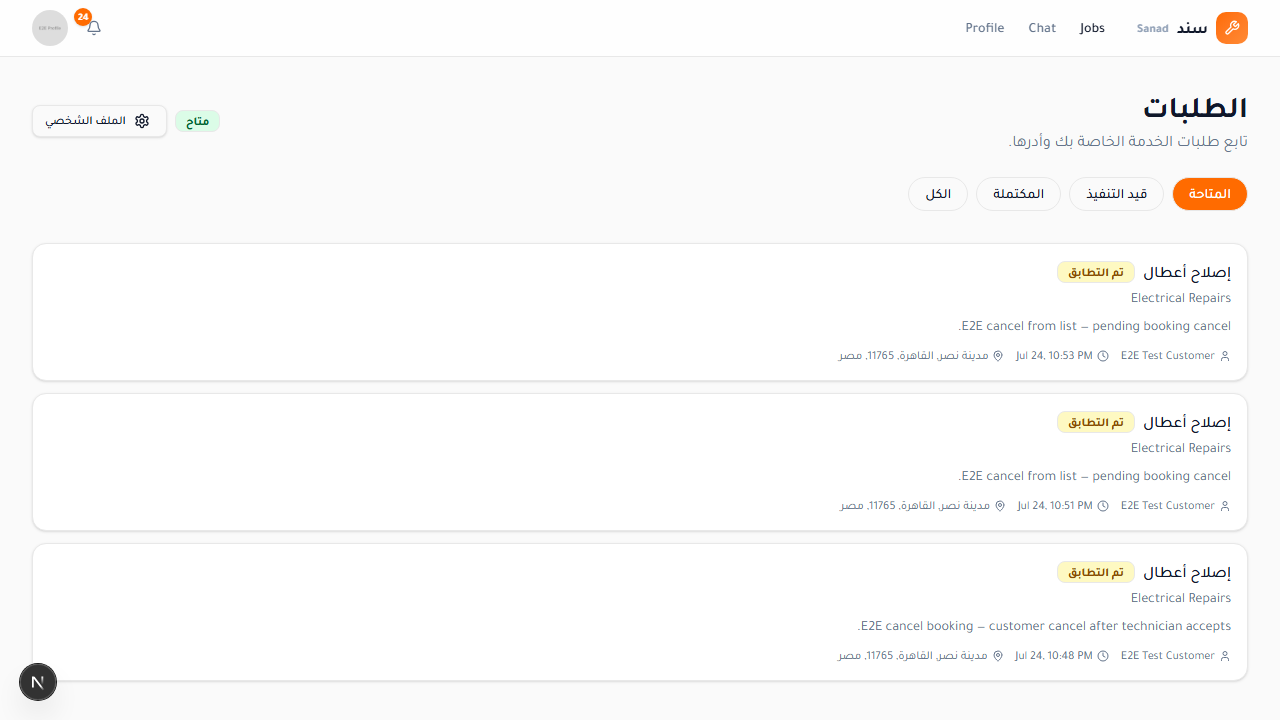 سند Sanad Jobs Chat Profile 24
الطلبات
تابع طلبات الخدمة الخاصة بك وأدرها.
متاح الملف الشخصي
المتاحة قيد التنفيذ المكتملة الكل
إصلاح أعطال تم التطابق
Electrical Repairs
E2E cancel from list — pending booking cancel.
E2E Test Customer Jul 24, 10:53 PM مدينة نصر, القاهرة, 11765, مصر
إصلاح أعطال تم التطابق
Electrical Repairs
E2E cancel from list — pending booking cancel.
E2E Test Customer Jul 24, 10:51 PM مدينة نصر, القاهرة, 11765, مصر
إصلاح أعطال تم التطابق
Electrical Repairs
E2E cancel booking — customer cancel after technician accepts.
E2E Test Customer Jul 24, 10:48 PM مدينة نصر, القاهرة, 11765, مصر
N